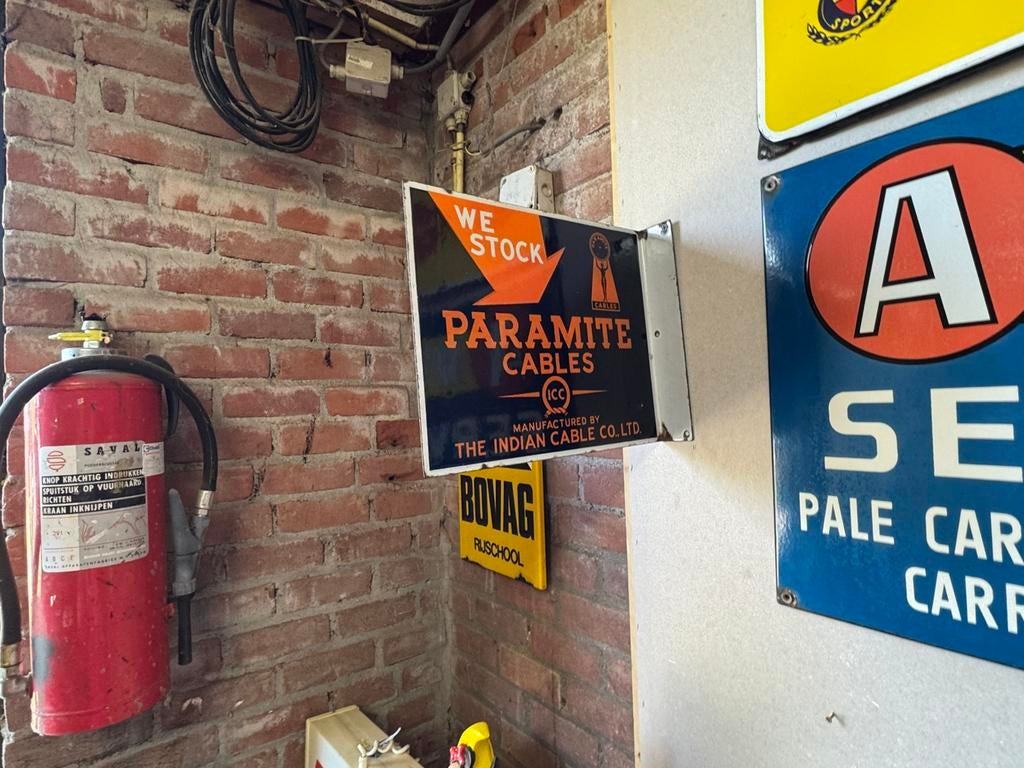 SAVAL
KNOP KRACHTIG INDRUKKEN
SPUITSTUK OP VUURHAARD
RICHTEN
KRAAN INKNIJPEN
WE
STOCK
CABLES
PARAMITE
CABLES
ICC
MANUFACTURED BY
THE INDIAN CABLE CO., LTD.
BOVAG
RIJSCHOOL
SPORT
A
SE
PALE CAR
CARR